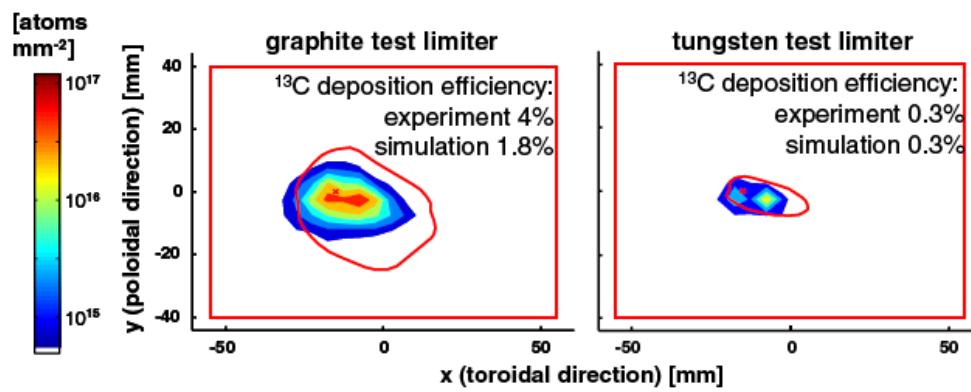 [atoms
mm⁻²]
10¹⁷
10¹⁶
10¹⁵
graphite test limiter
¹³C deposition efficiency:
experiment 4%
simulation 1.8%
tungsten test limiter
¹³C deposition efficiency:
experiment 0.3%
simulation 0.3%
y (poloidal direction) [mm]
40
20
0
-20
-40
-50
0
50
-50
0
50
x (toroidal direction) [mm]